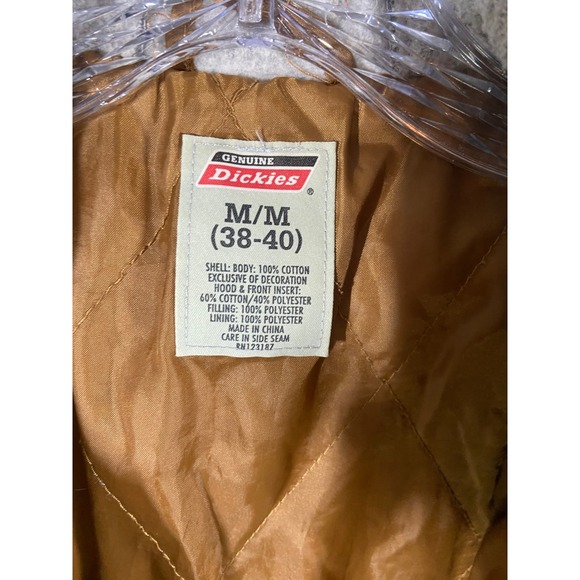 GENUINE
Dickies®
M/M
(38-40)
SHELL: BODY: 100% COTTON
EXCLUSIVE OF DECORATION
HOOD & FRONT INSERT:
60% COTTON/40% POLYESTER
FILLING: 100% POLYESTER
LINING: 100% POLYESTER
MADE IN CHINA
CARE IN SIDE SEAM
RN123187